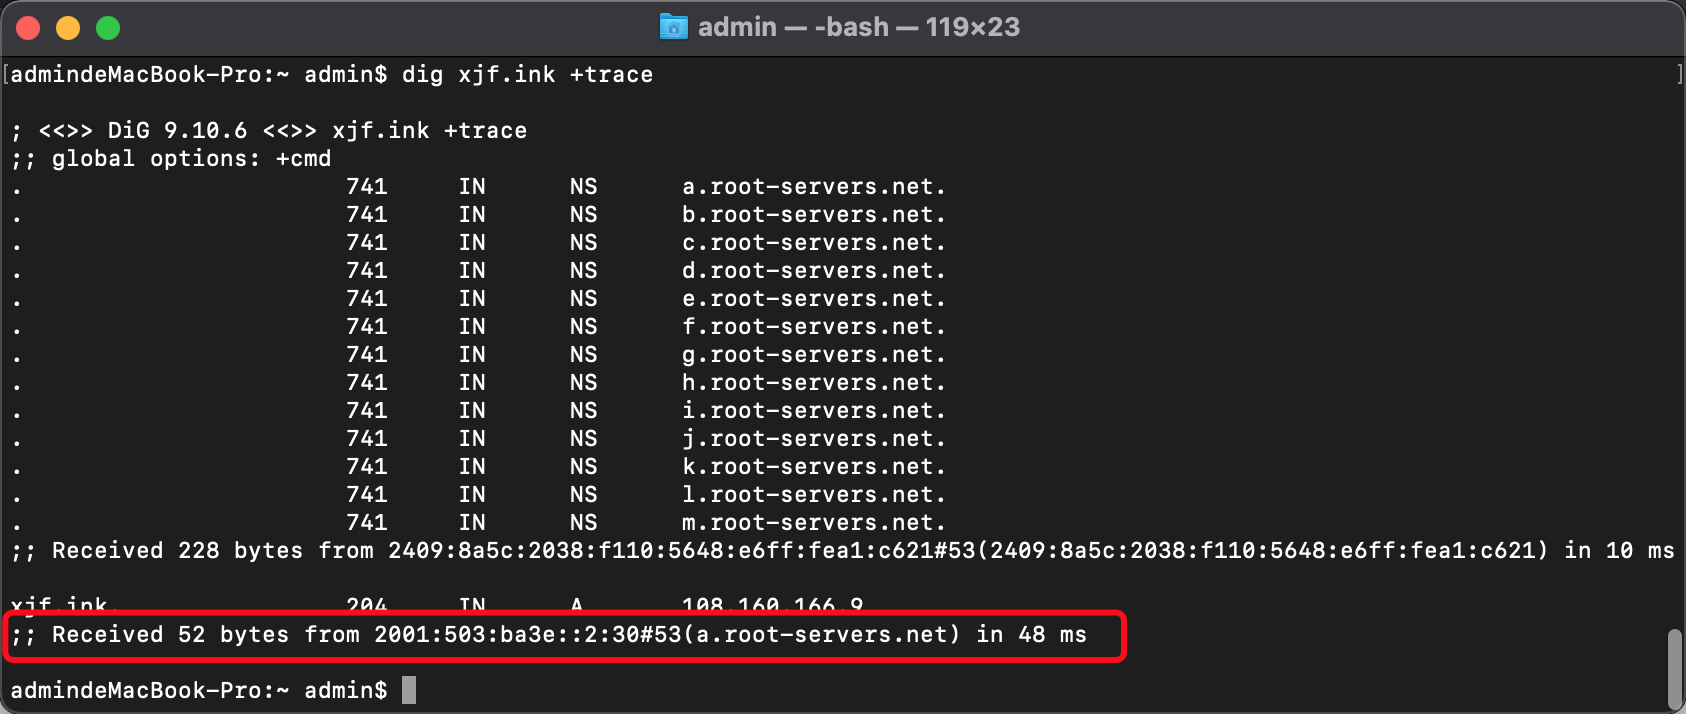 admin — -bash — 119×23
[admindeMacBook-Pro:~ admin$ dig xjf.ink +trace ]
; <<>> DiG 9.10.6 <<>> xjf.ink +trace
;; global options: +cmd
. 741 IN NS a.root-servers.net.
. 741 IN NS b.root-servers.net.
. 741 IN NS c.root-servers.net.
. 741 IN NS d.root-servers.net.
. 741 IN NS e.root-servers.net.
. 741 IN NS f.root-servers.net.
. 741 IN NS g.root-servers.net.
. 741 IN NS h.root-servers.net.
. 741 IN NS i.root-servers.net.
. 741 IN NS j.root-servers.net.
. 741 IN NS k.root-servers.net.
. 741 IN NS l.root-servers.net.
. 741 IN NS m.root-servers.net.
;; Received 228 bytes from 2409:8a5c:2038:f110:5648:e6ff:fea1:c621#53(2409:8a5c:2038:f110:5648:e6ff:fea1:c621) in 10 ms
xjf.ink. 204 IN A 108.160.166.9
;; Received 52 bytes from 2001:503:ba3e::2:30#53(a.root-servers.net) in 48 ms
admindeMacBook-Pro:~ admin$